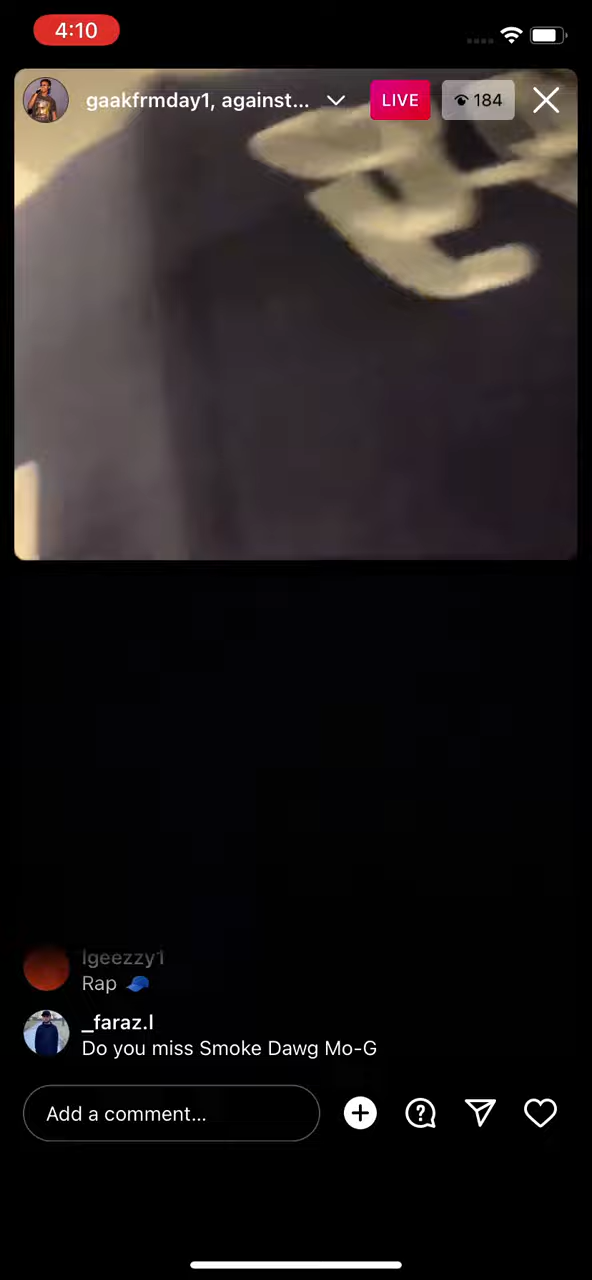 4:10
gaakfrmday1, against...
LIVE
184
lgeezzy1
Rap 🧢
_faraz.l
Do you miss Smoke Dawg Mo-G
Add a comment...